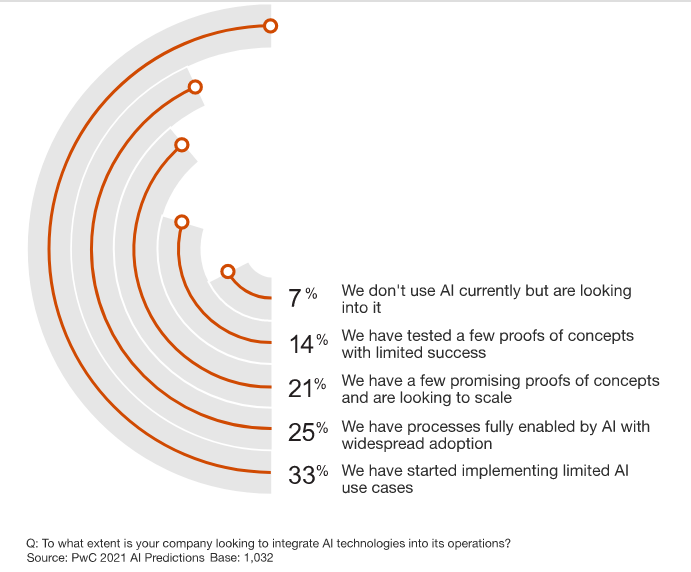 7% We don't use AI currently but are looking
into it
14% We have tested a few proofs of concepts
with limited success
21% We have a few promising proofs of concepts
and are looking to scale
25% We have processes fully enabled by AI with
widespread adoption
33% We have started implementing limited AI
use cases
Q: To what extent is your company looking to integrate AI technologies into its operations?
Source: PwC 2021 AI Predictions Base: 1,032